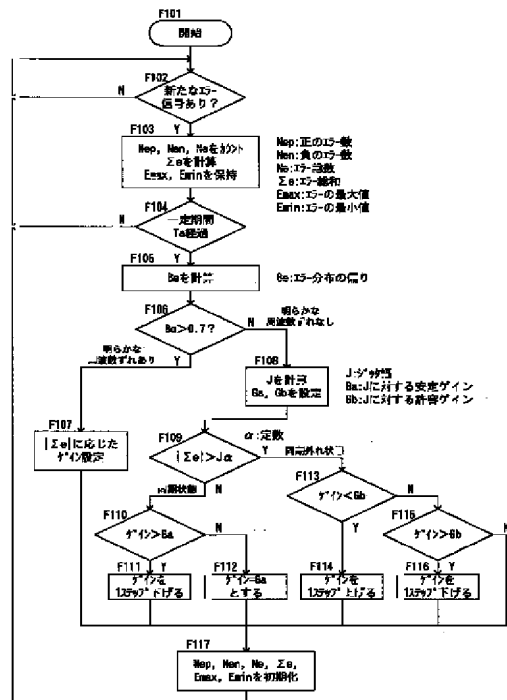 F101
開始
F102
新たなエラー
信号あり?
N
Y
F103
Nep, Nen, Neをカウント
Σeを計算
Emax, Eminを保持
Nep:正のエラー数
Nen:負のエラー数
Ne:エラー総数
Σe:エラー総和
Emax:エラーの最大値
Emin:エラーの最小値
F104
一定期間
Ta経過
N
Y
F105
Beを計算
Be:エラー分布の偏り
F106
Be>0.7?
N
明らかな
周波数ずれなし
明らかな
周波数ずれあり
Y
F108
Jを計算
Ga, Gbを設定
J:ジッタ幅
Ga:Jに対する安定ゲイン
Gb:Jに対する許容ゲイン
F107
|Σe|に応じた
ゲイン設定
F109
α:定数
|Σe|>Jα
Y
同期外れ状
同期状態
N
F113
ゲイン<Gb
N
Y
F110
ゲイン>Ga
N
Y
F115
ゲイン>Gb
N
Y
F111
ゲインを
1ステップ下げる
F112
ゲイン=Ga
とする
F114
ゲインを
1ステップ上げる
F116
ゲインを
1ステップ下げる
F117
Nep, Nen, Ne, Σe,
Emax, Eminを初期化